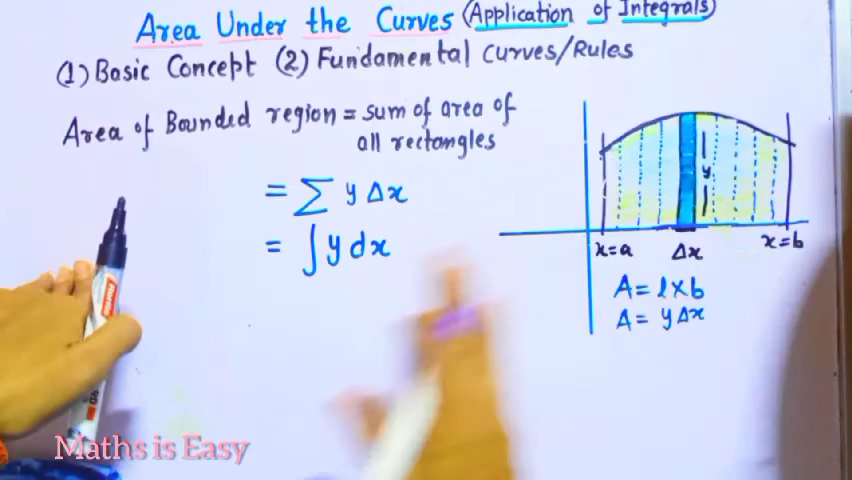 Area Under the Curves (Application of Integrals)
(1) Basic Concept (2) Fundamental Curves/Rules
Area of Bounded region = sum of area of
all rectangles
= ∑ y Δx
= ∫ y dx
y
x=a Δx x=b
A = l×b
A = y Δx
Maths is Easy